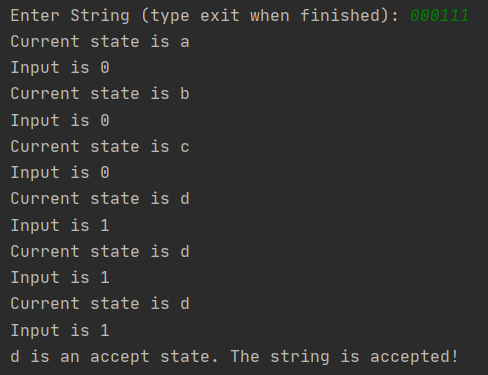 Enter String (type exit when finished): 000111
Current state is a
Input is 0
Current state is b
Input is 0
Current state is c
Input is 0
Current state is d
Input is 1
Current state is d
Input is 1
Current state is d
Input is 1
d is an accept state. The string is accepted!